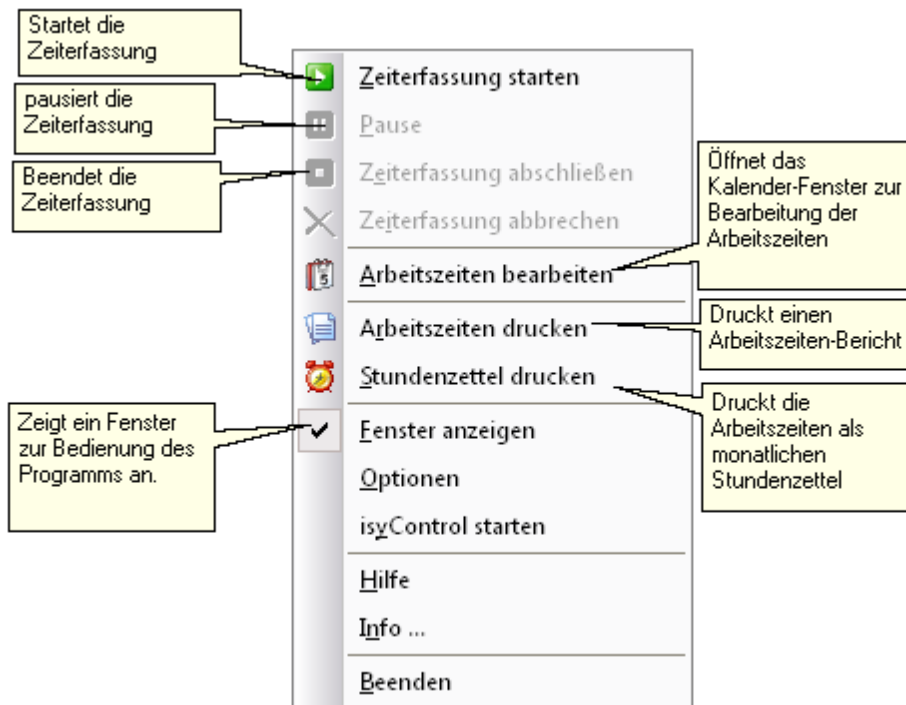 Startet die
Zeiterfassung
pausiert die
Zeiterfassung
Beendet die
Zeiterfassung
Zeigt ein Fenster
zur Bedienung des
Programms an.
Zeiterfassung starten
Pause
Zeiterfassung abschließen
Zeiterfassung abbrechen
5
Arbeitszeiten bearbeiten
Arbeitszeiten drucken
Stundenzettel drucken
Fenster anzeigen
Optionen
isyControl starten
Hilfe
Info ...
Beenden
Öffnet das
Kalender-Fenster zur
Bearbeitung der
Arbeitszeiten
Druckt einen
Arbeitszeiten-Bericht
Druckt die
Arbeitszeiten als
monatlichen
Stundenzettel